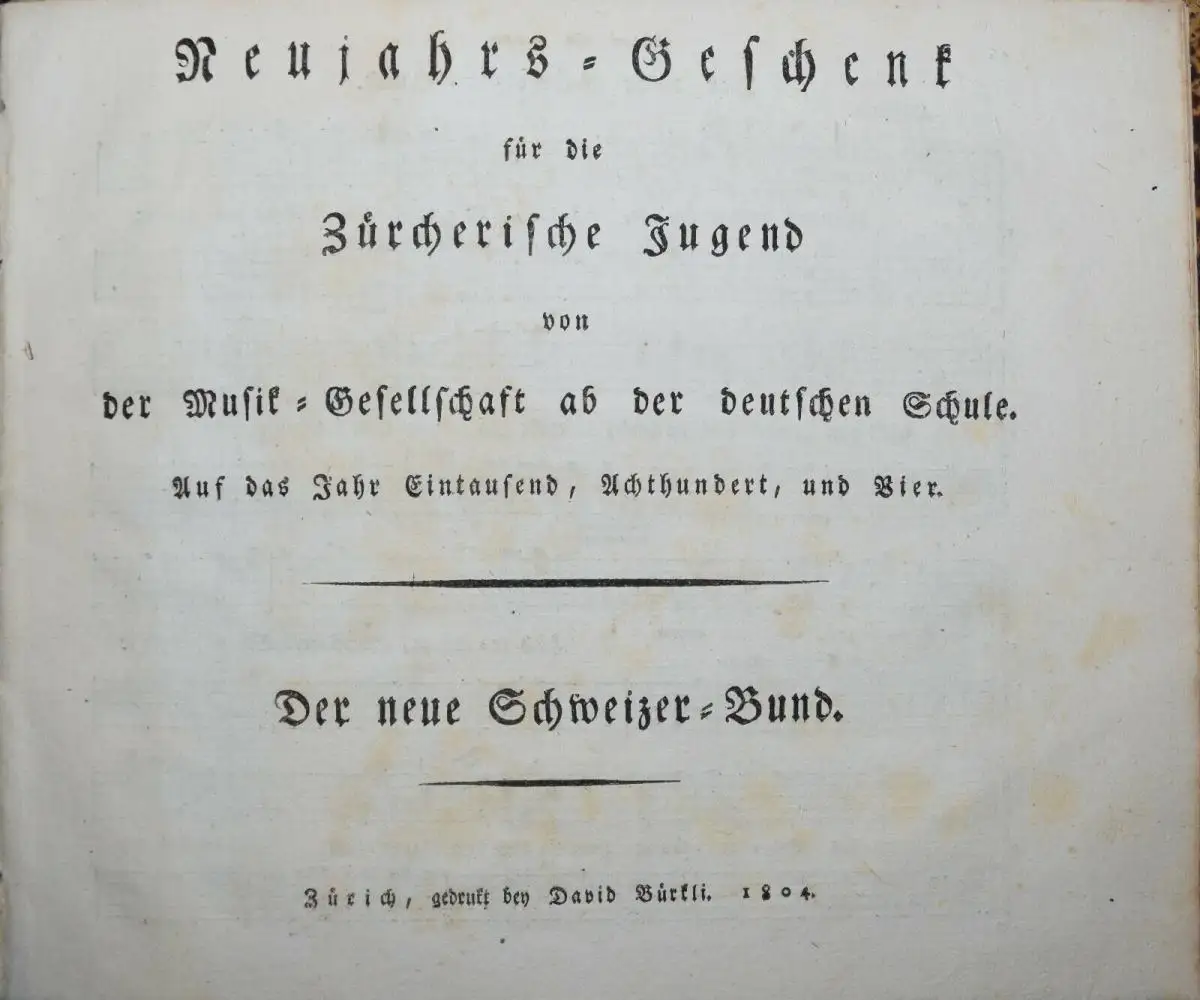 Neujahrs-Geschenk
für die
Zürcherische Jugend
von
der Musik-Gesellschaft ab der deutschen Schule.
Auf das Jahr Eintausend, Achthundert, und Vier.
Der neue Schweizer-Bund.
Zürich, gedrukt bey David Bürkli. 1804.